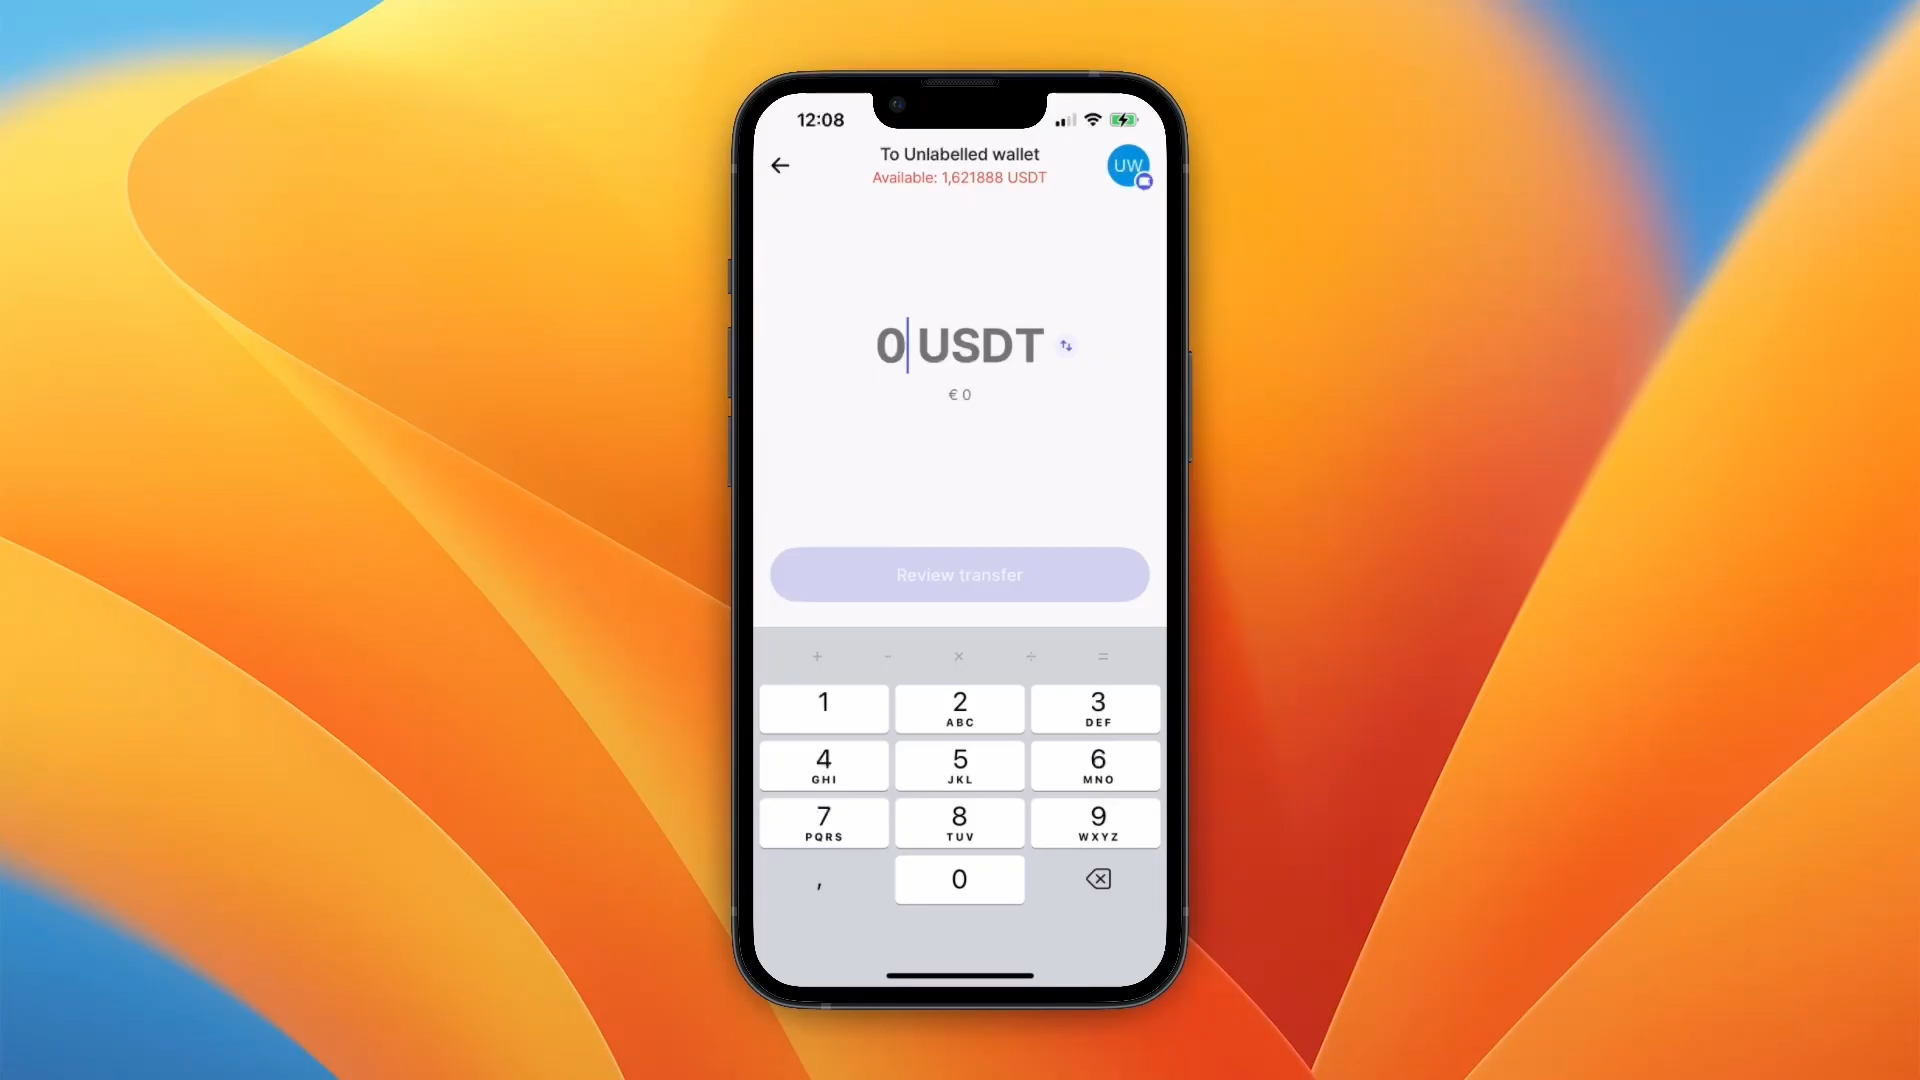 12:08
To Unlabelled wallet
Available: 1,621888 USDT
UW
0 USDT
€ 0
Review transfer
+ - × ÷ =
1 2 3
ABC DEF
4 5 6
GHI JKL MNO
7 8 9
PQRS TUV WXYZ
, 0